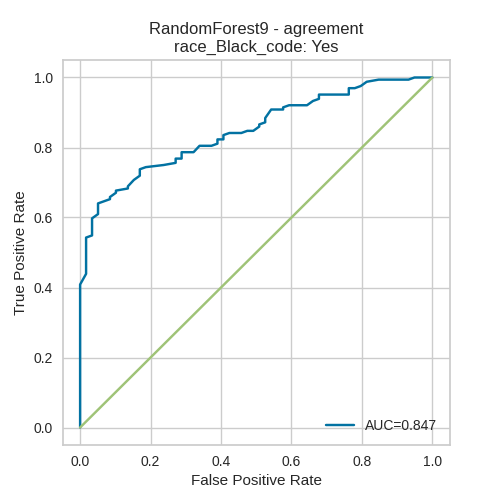 RandomForest9 - agreement
race_Black_code: Yes
True Positive Rate
1.0
0.8
0.6
0.4
0.2
0.0
AUC=0.847
0.0 0.2 0.4 0.6 0.8 1.0
False Positive Rate